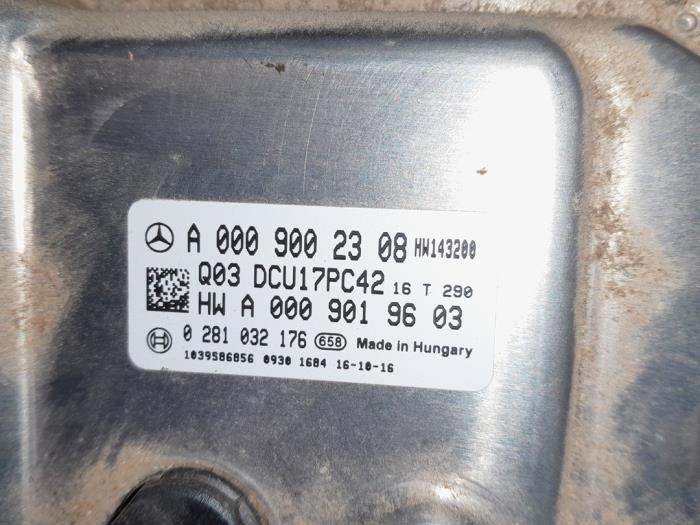 A 000 900 23 08 HW143200
Q03 DCU17PC42 16 T 290
HW A 000 901 96 03
0 281 032 176 658 Made in Hungary
1039S86856 0930 1684 16-10-16